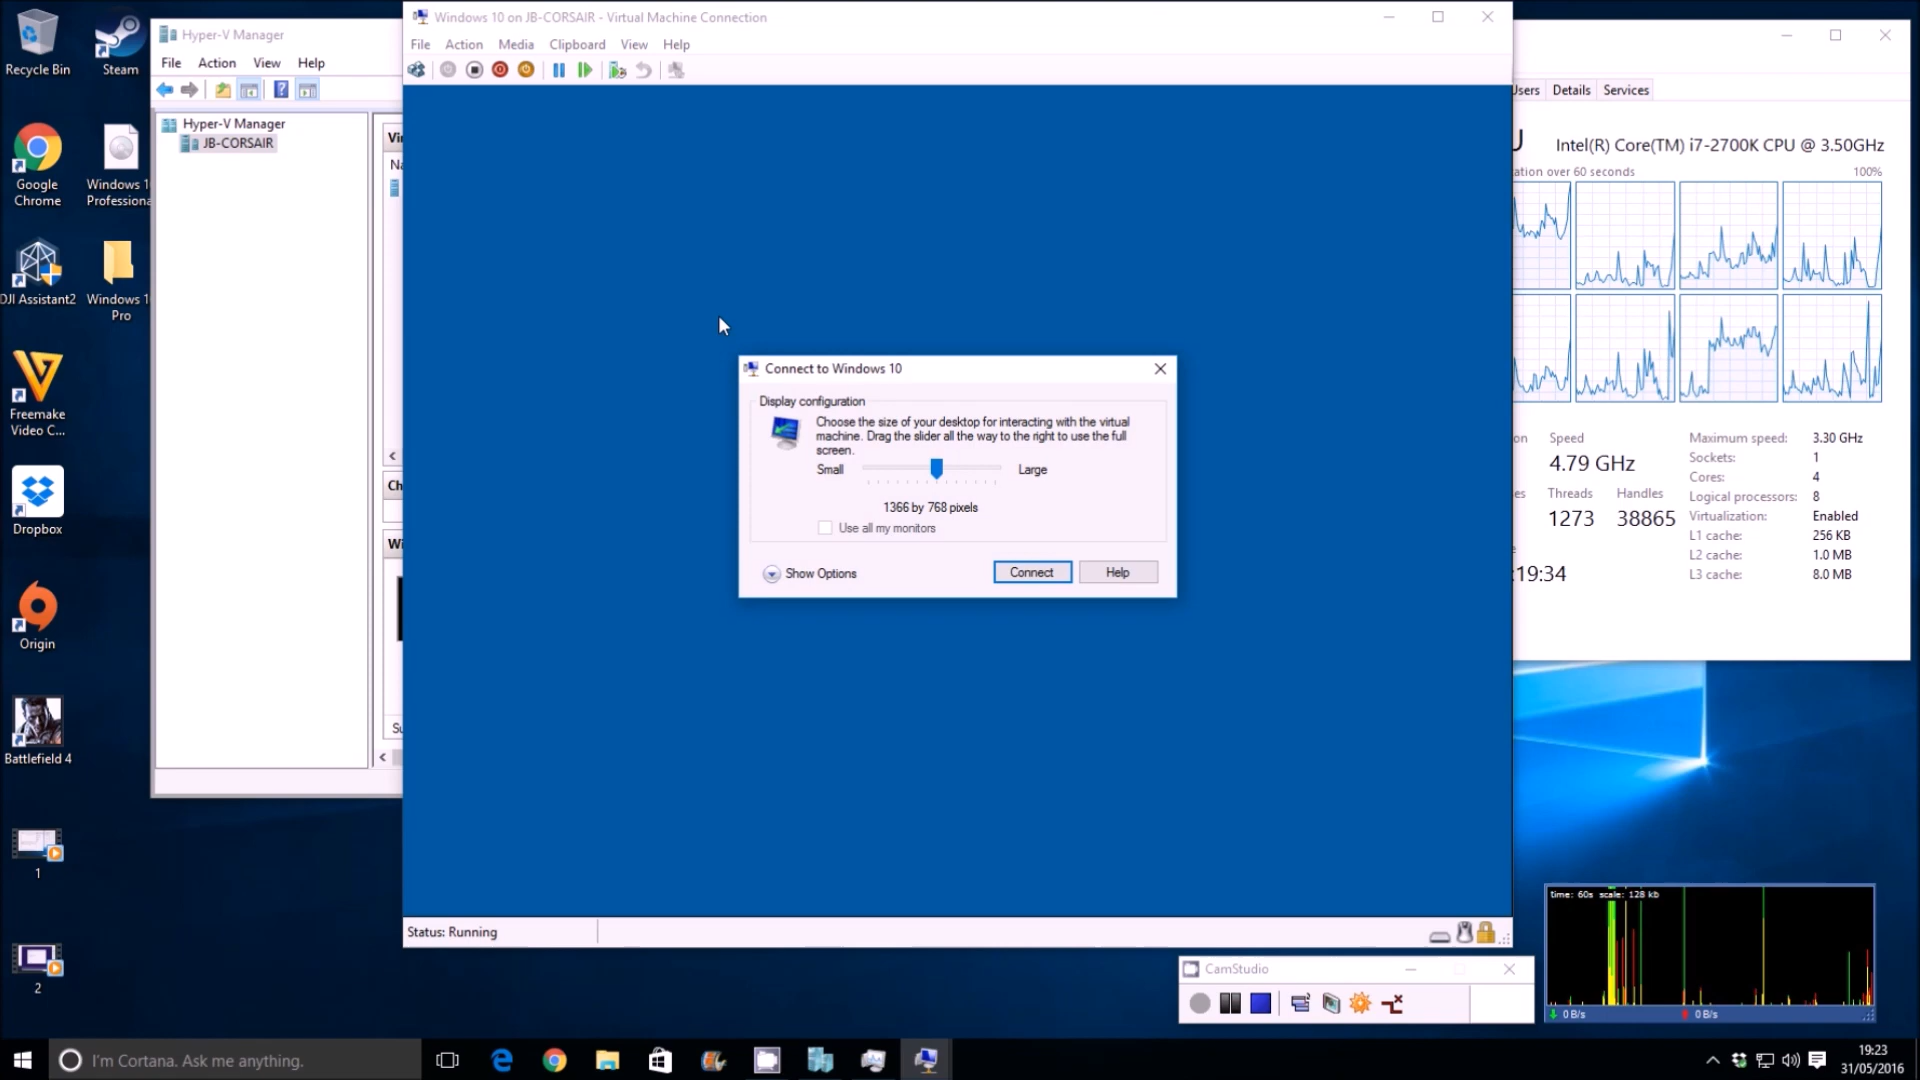 Recycle Bin
Steam
Google Chrome
Windows 1
Professiona
DJI Assistant2
Windows 1
Pro
Freemake
Video C...
Dropbox
Origin
Battlefield 4
1
2
Hyper-V Manager
File Action View Help
Hyper-V Manager
JB-CORSAIR
Windows 10 on JB-CORSAIR - Virtual Machine Connection
File Action Media Clipboard View Help
Connect to Windows 10
Display configuration
Choose the size of your desktop for interacting with the virtual
machine. Drag the slider all the way to the right to use the full
screen.
Small Large
1366 by 768 pixels
Use all my monitors
Show Options
Connect
Help
Status: Running
Users Details Services
Intel(R) Core(TM) i7-2700K CPU @ 3.50GHz
ation over 60 seconds 100%
on Speed
4.79 GHz
es Threads Handles
1273 38865
:19:34
Maximum speed: 3.30 GHz
Sockets: 1
Cores: 4
Logical processors: 8
Virtualization: Enabled
L1 cache: 256 KB
L2 cache: 1.0 MB
L3 cache: 8.0 MB
time: 60s scale: 128 kb
0 B/s 0 B/s
CamStudio
I'm Cortana. Ask me anything.
19:23
31/05/2016